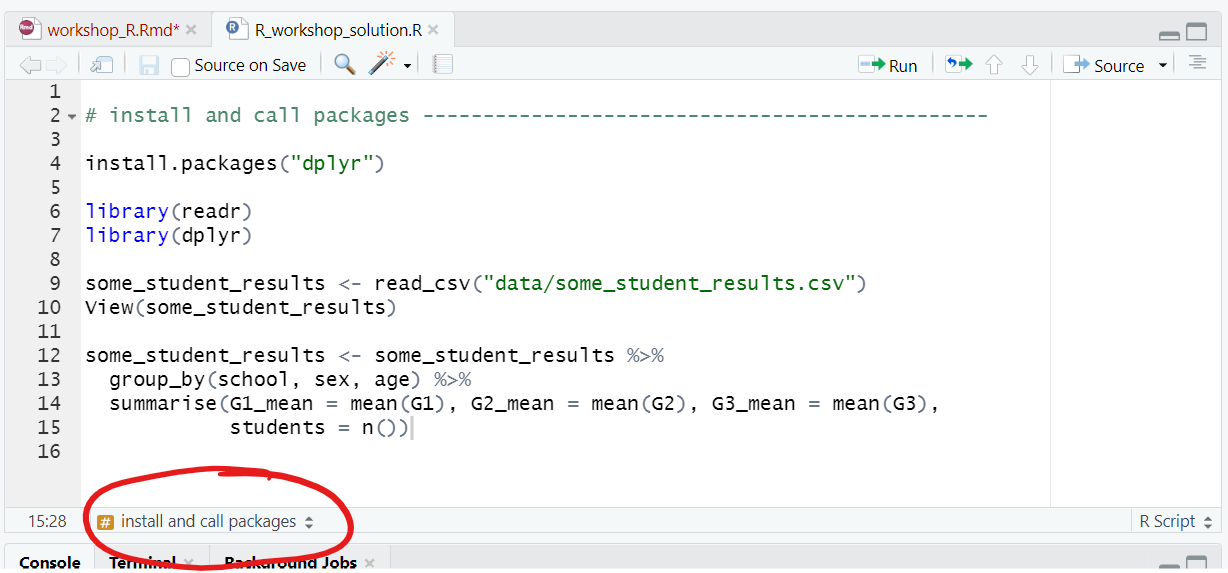 workshop_R.Rmd* R_workshop_solution.R
Source on Save Run Source
1
2 # install and call packages -----------------------------------------------
3
4 install.packages("dplyr")
5
6 library(readr)
7 library(dplyr)
8
9 some_student_results <- read_csv("data/some_student_results.csv")
10 View(some_student_results)
11
12 some_student_results <- some_student_results %>%
13   group_by(school, sex, age) %>%
14   summarise(G1_mean = mean(G1), G2_mean = mean(G2), G3_mean = mean(G3),
15             students = n())
16
15:28 # install and call packages R Script
Console Terminal Background Jobs